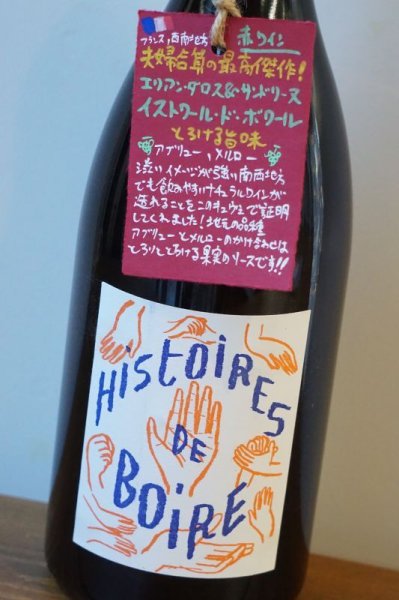 フランス,西南地方 赤ワイン
夫婦合算の最高傑作!
エリアン・ダロス&サンドリーヌ
イストワール・ド・ボワール
とろける旨味
アブリュー、メルロー
渋いイメージが強い南西地方
でも飲みやすいナチュラルワインが
造れることをこのキュヴェで証明
してくれました!地元の品種
アブリューとメルローのかけ合わせは
とろりととろける果実のソースです!!
HISTOIRES
DE
BOIRE